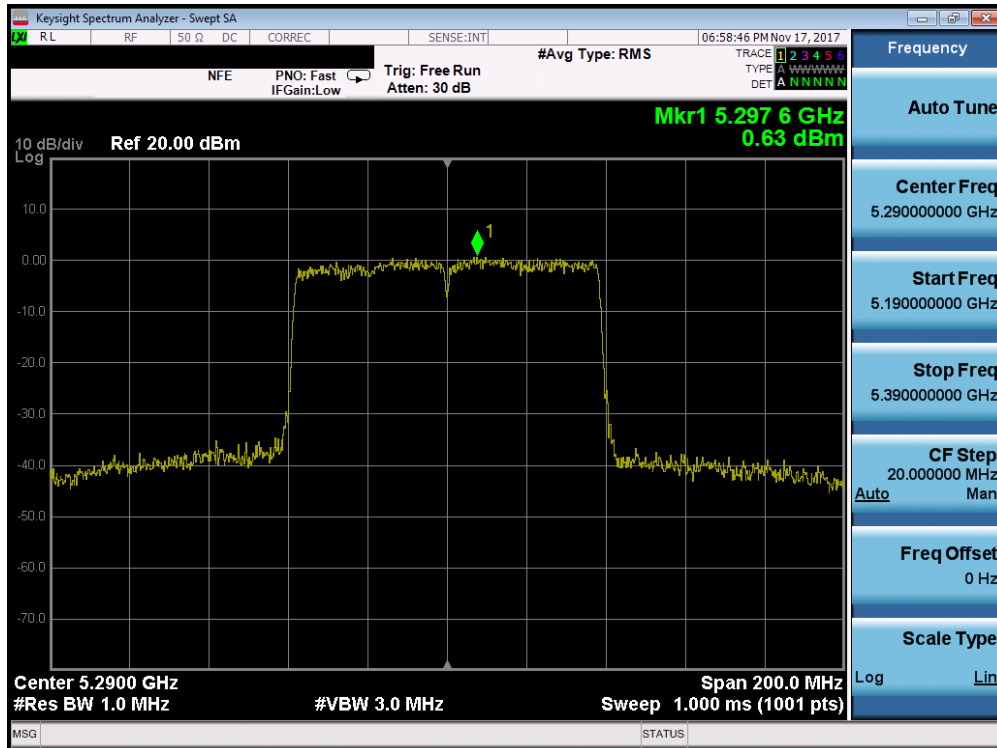 Keysight Spectrum Analyzer - Swept SA
LXI RL RF 50 Ω DC CORREC SENSE:INT 06:58:46 PM Nov 17, 2017
#Avg Type: RMS TRACE 1 2 3 4 5 6
NFE PNO: Fast Trig: Free Run TYPE A WWWWW
IFGain:Low Atten: 30 dB DET A N N N N N
Mkr1 5.297 6 GHz
10 dB/div Ref 20.00 dBm 0.63 dBm
Log
1
10.0
0.00
-10.0
-20.0
-30.0
-40.0
-50.0
-60.0
-70.0
Center 5.2900 GHz Span 200.0 MHz
#Res BW 1.0 MHz #VBW 3.0 MHz Sweep 1.000 ms (1001 pts)
MSG STATUS
Frequency
Auto Tune
Center Freq
5.290000000 GHz
Start Freq
5.190000000 GHz
Stop Freq
5.390000000 GHz
CF Step
20.000000 MHz
Auto Man
Freq Offset
0 Hz
Scale Type
Log Lin